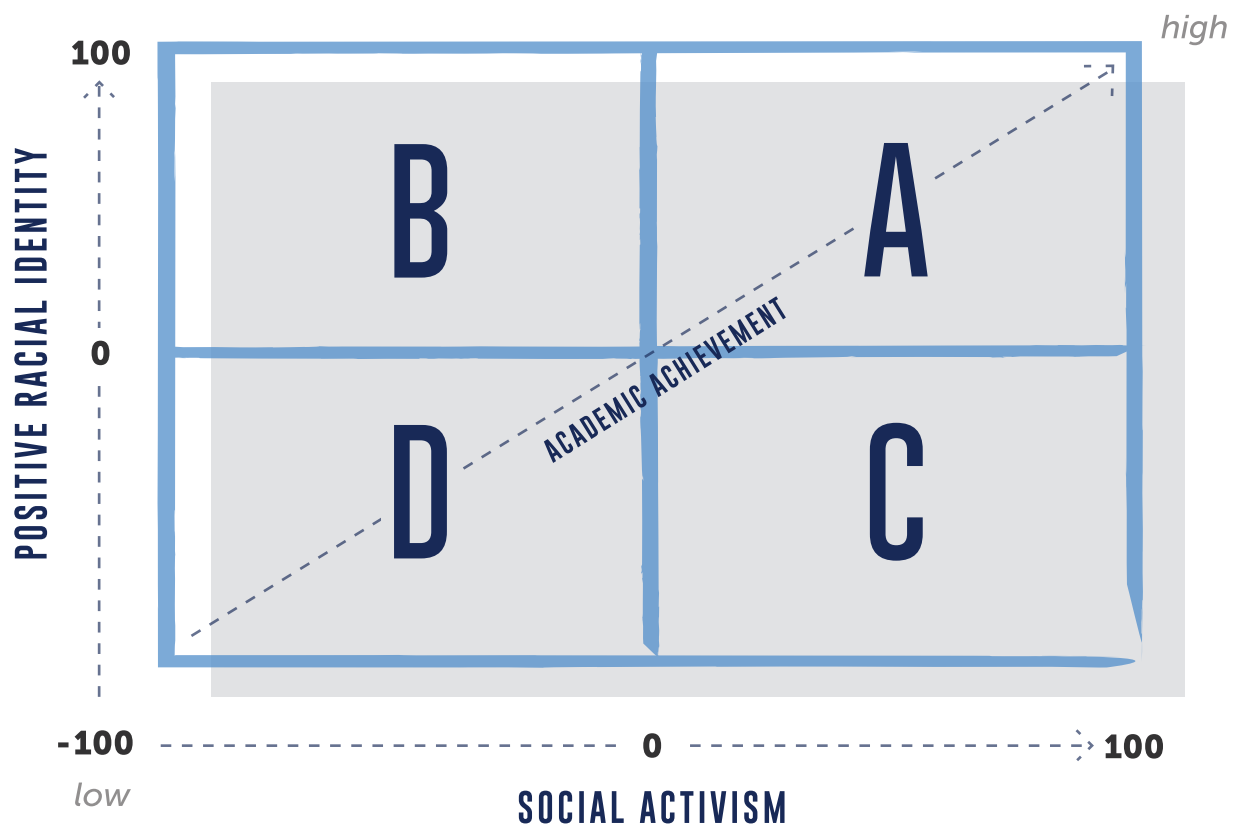 high
100
B
A
POSITIVE RACIAL IDENTITY
0
ACADEMIC ACHIEVEMENT
D
C
-100
0
100
low
SOCIAL ACTIVISM